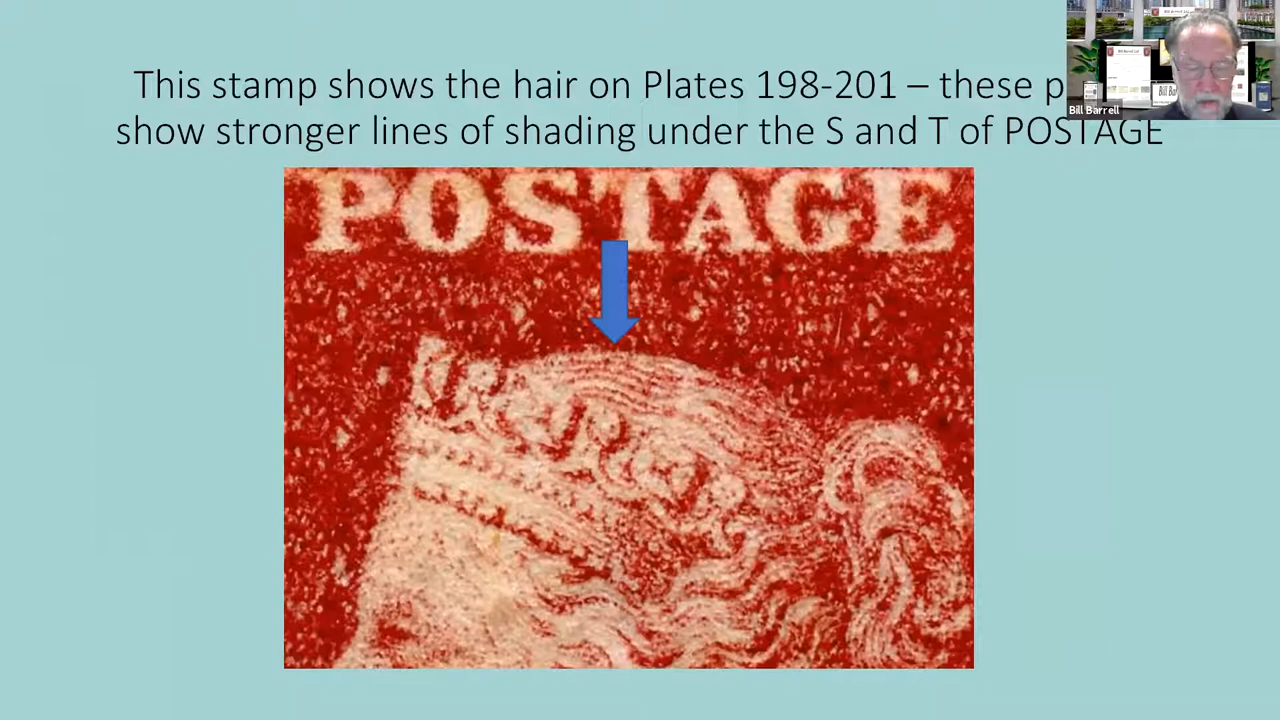 This stamp shows the hair on Plates 198-201 – these
show stronger lines of shading under the S and T of POSTAGE
Bill Barrell
POSTAGE